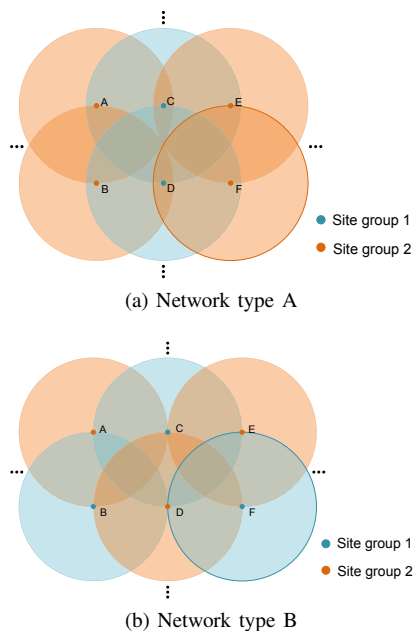 A
C
E
B
D
F
Site group 1
Site group 2
(a) Network type A
A
C
E
B
D
F
Site group 1
Site group 2
(b) Network type B